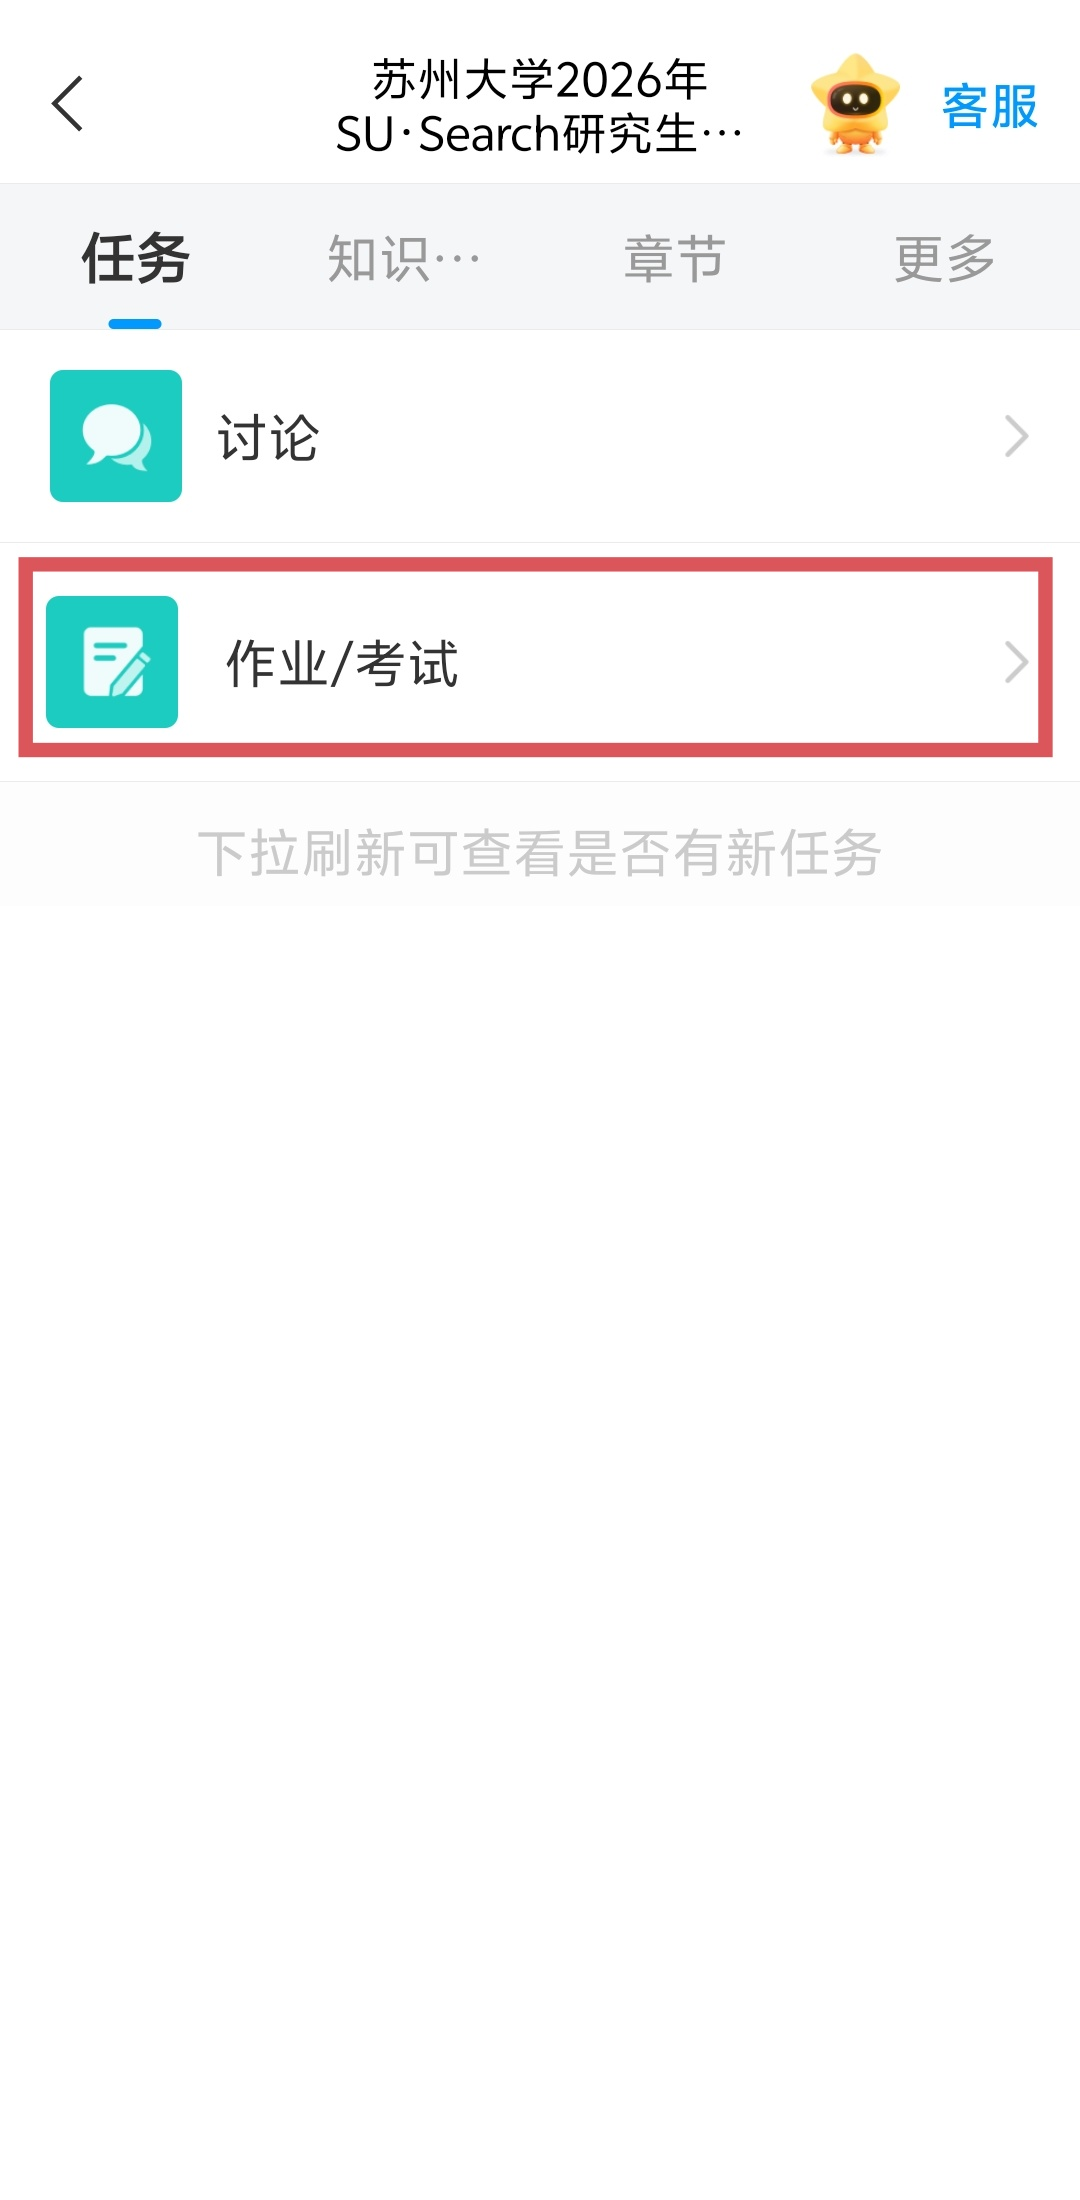 苏州大学2026年
SU·Search研究生…
客服
任务
知识…
章节
更多
讨论
作业/考试
下拉刷新可查看是否有新任务